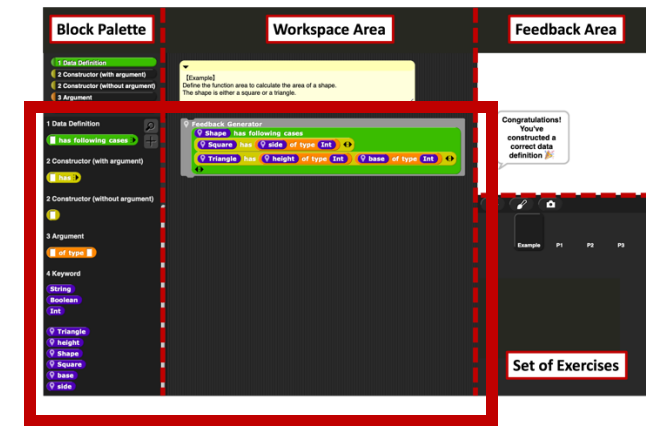 Block Palette
Workspace Area
Feedback Area
1 Data Definition
2 Constructor (with argument)
2 Constructor (without argument)
3 Argument
[Example]
Define the function area to calculate the area of a shape.
The shape is either a square or a triangle.
1 Data Definition
has following cases
2 Constructor (with argument)
has
2 Constructor (without argument)
3 Argument
of type
4 Keyword
String
Boolean
Int
Triangle
height
Shape
Square
base
side
Feedback Generator
Shape has following cases
Square has side of type Int
Triangle has height of type Int base of type Int
Congratulations!
You've
constructed a
correct data
definition 🎉
Example P1 P2 P3
Set of Exercises